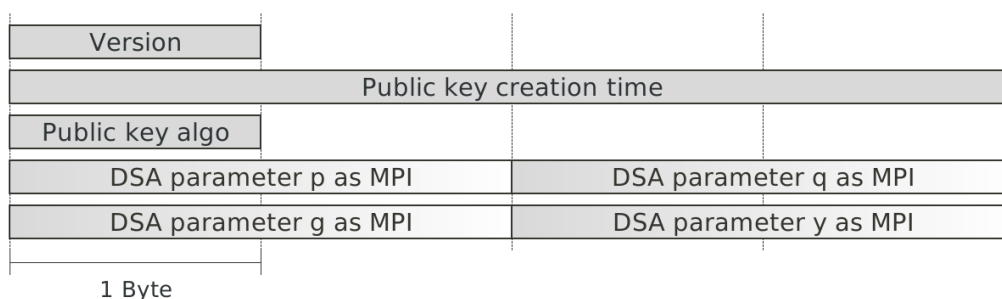 Version
Public key creation time
Public key algo
DSA parameter p as MPI DSA parameter q as MPI
DSA parameter g as MPI DSA parameter y as MPI
1 Byte